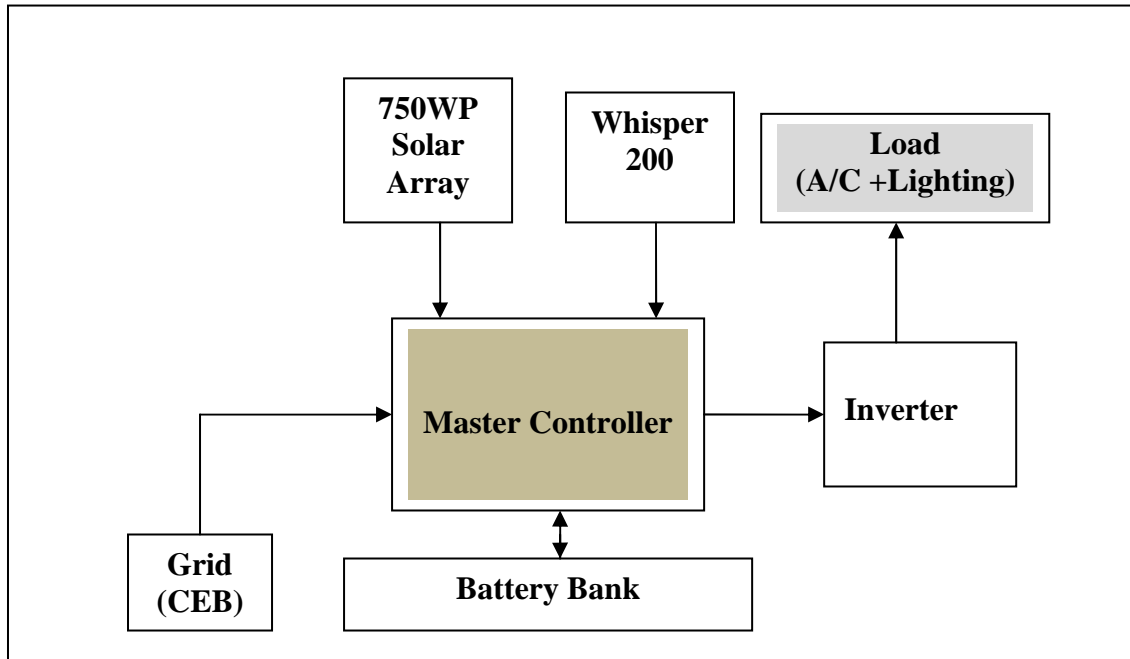 750WP
Solar
Array
Whisper
200
Load
(A/C +Lighting)
Master Controller
Inverter
Grid
(CEB)
Battery Bank